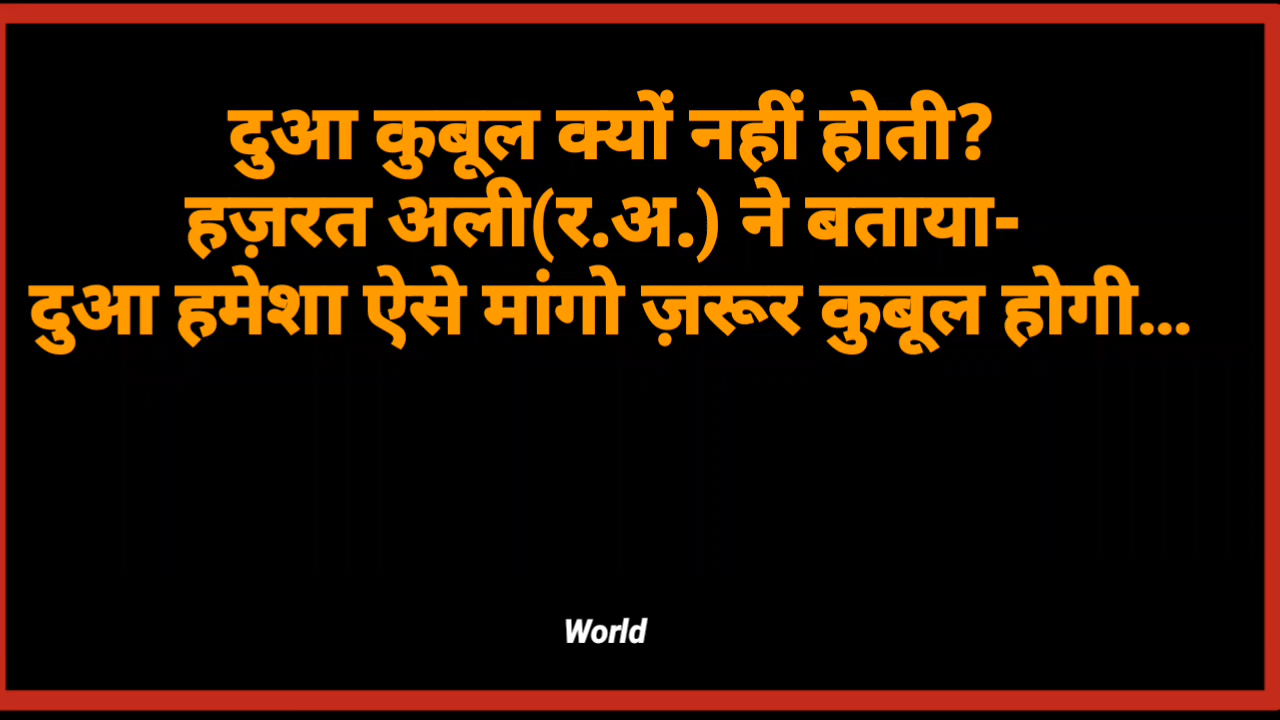 दुआ कुबूल क्यों नहीं होती?
हज़रत अली(र.अ.) ने बताया-
दुआ हमेशा ऐसे मांगो ज़रूर कुबूल होगी...
World